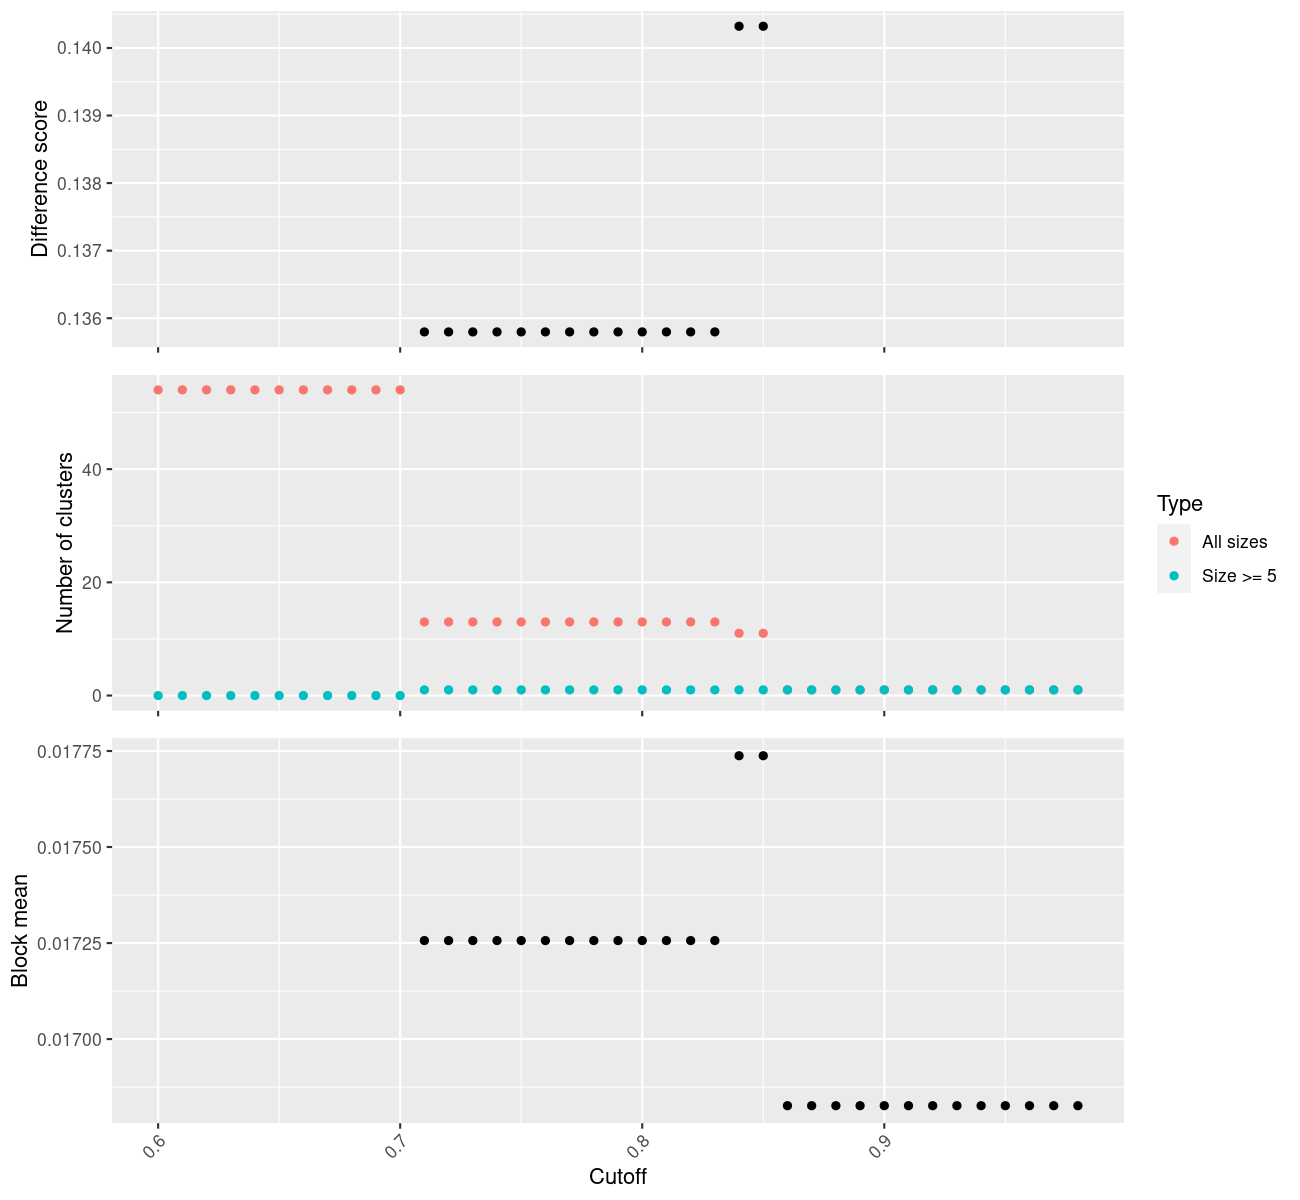 Difference score
0.140
0.139
0.138
0.137
0.136
Number of clusters
40
20
0
Type
All sizes
Size >= 5
Block mean
0.01775
0.01750
0.01725
0.01700
0.6
0.7
0.8
0.9
Cutoff